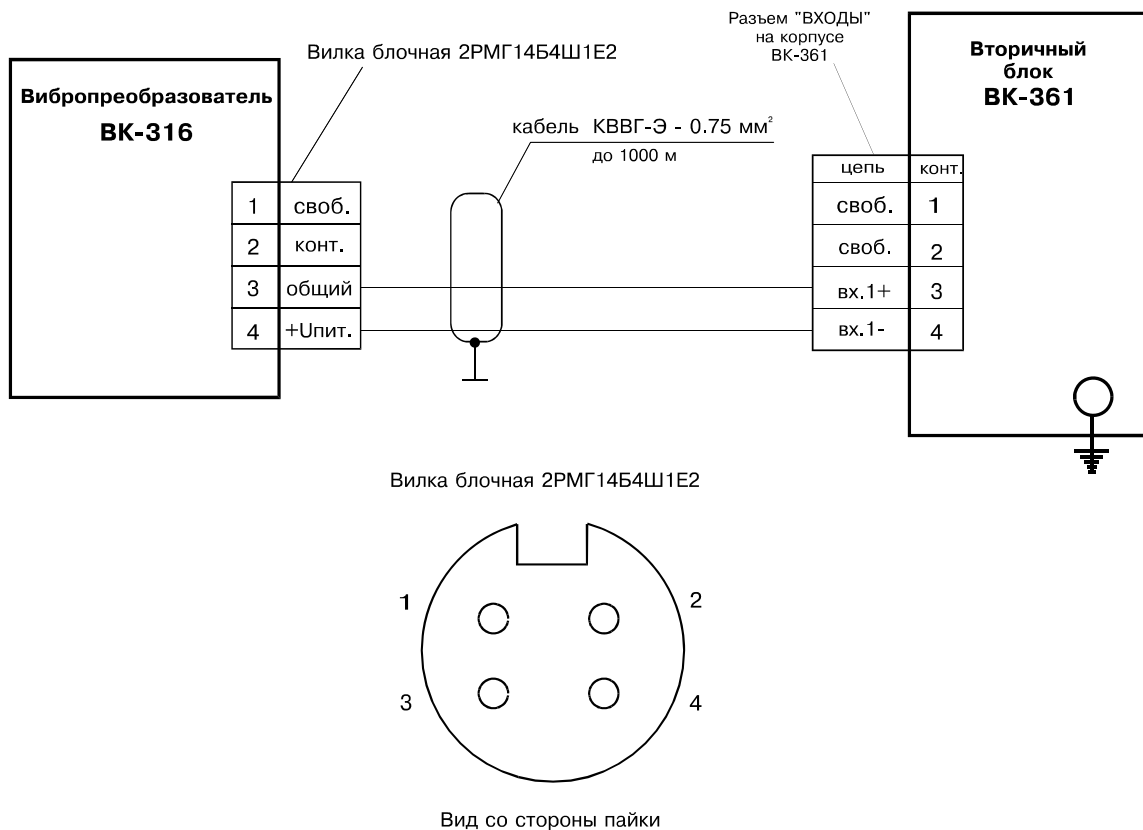 Разъем "ВХОДЫ"
на корпусе
ВК-361
Вилка блочная 2РМГ14Б4Ш1Е2
Вторичный
блок
ВК-361
Вибропреобразователь
ВК-316
кабель КВВГ-Э - 0.75 мм²
до 1000 м
цепь конт.
1 своб.
2 конт.
3 общий
4 +Uпит.
своб. 1
своб. 2
вх.1+ 3
вх.1- 4
Вилка блочная 2РМГ14Б4Ш1Е2
1 2
3 4
Вид со стороны пайки